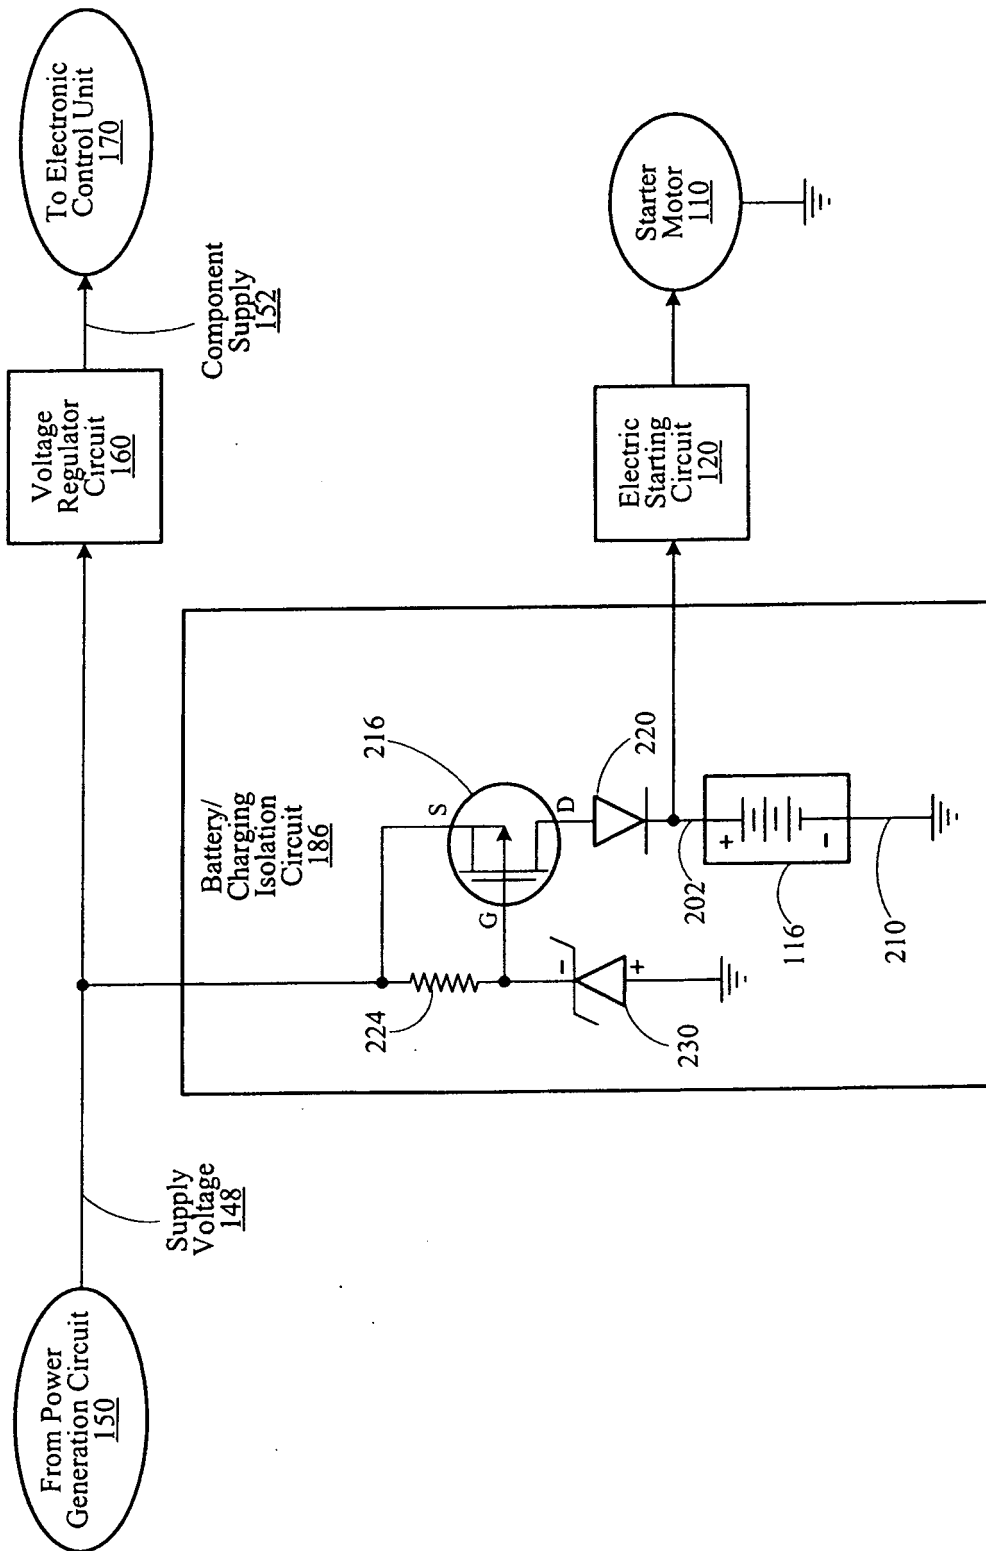 From Power
Generation Circuit
150
Supply
Voltage
148
Voltage
Regulator
Circuit
160
Component
Supply
152
To Electronic
Control Unit
170
Battery/
Charging
Isolation
Circuit
186
224
G
S
D
216
220
230
-
+
202
+
-
116
210
Electric
Starting
Circuit
120
Starter
Motor
110